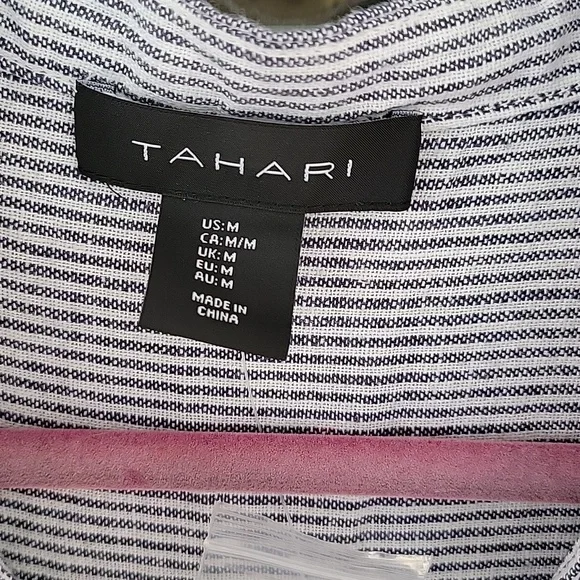 TAHARI
US: M
CA: M/M
UK: M
EU: M
AU: M
MADE IN
CHINA